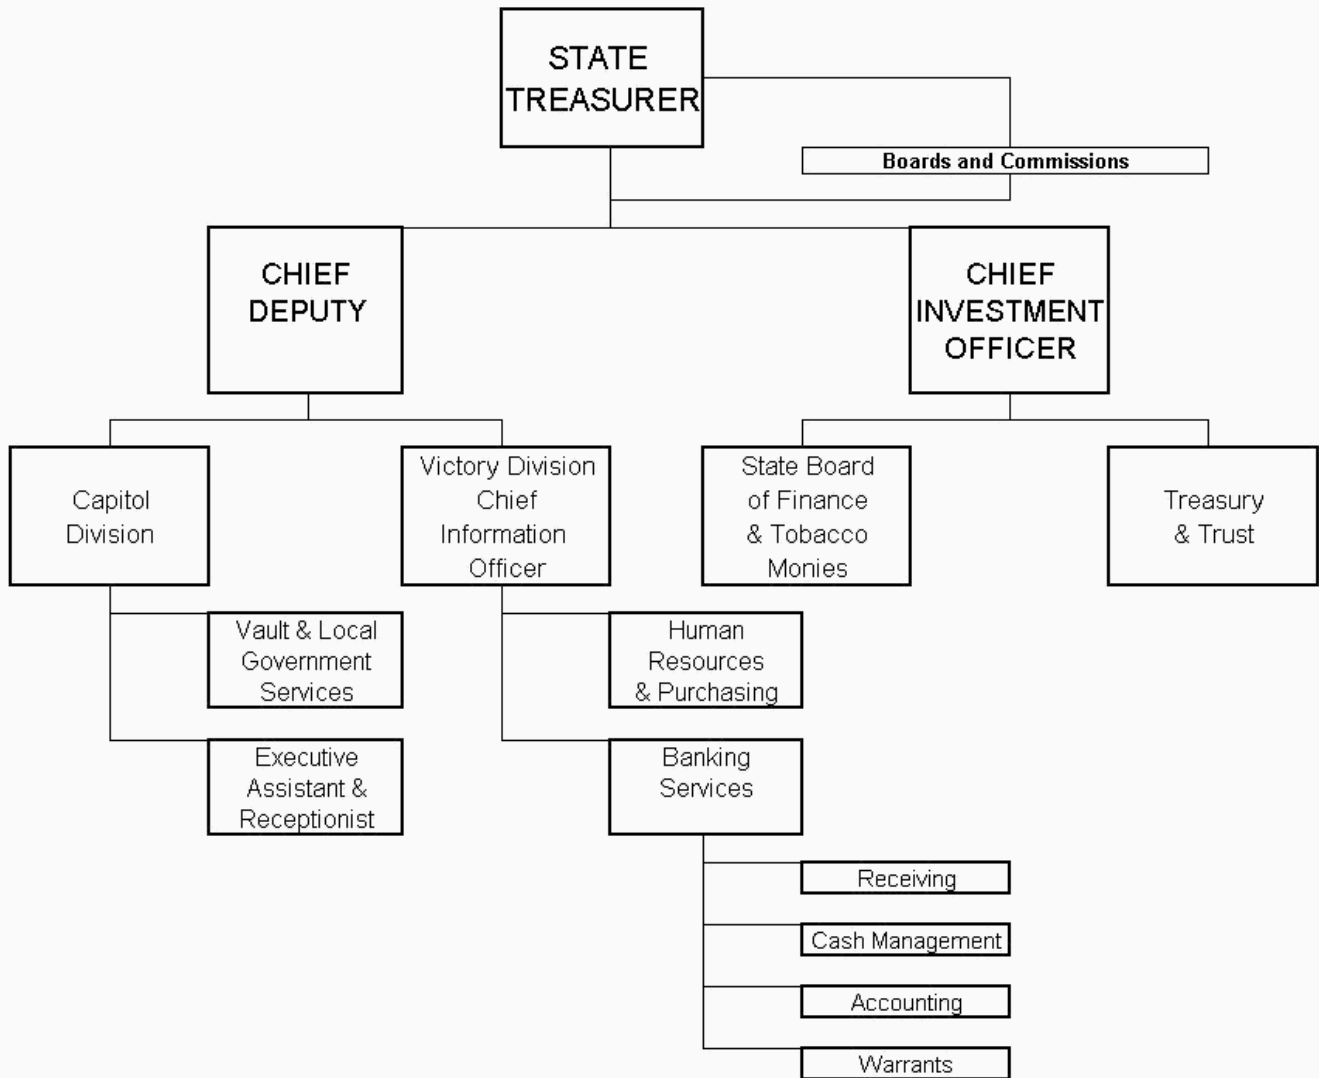 STATE
TREASURER
Boards and Commissions
CHIEF
DEPUTY
CHIEF
INVESTMENT
OFFICER
Capitol
Division
Victory Division
Chief
Information
Officer
State Board
of Finance
& Tobacco
Monies
Treasury
& Trust
Vault & Local
Government
Services
Human
Resources
& Purchasing
Executive
Assistant &
Receptionist
Banking
Services
Receiving
Cash Management
Accounting
Warrants